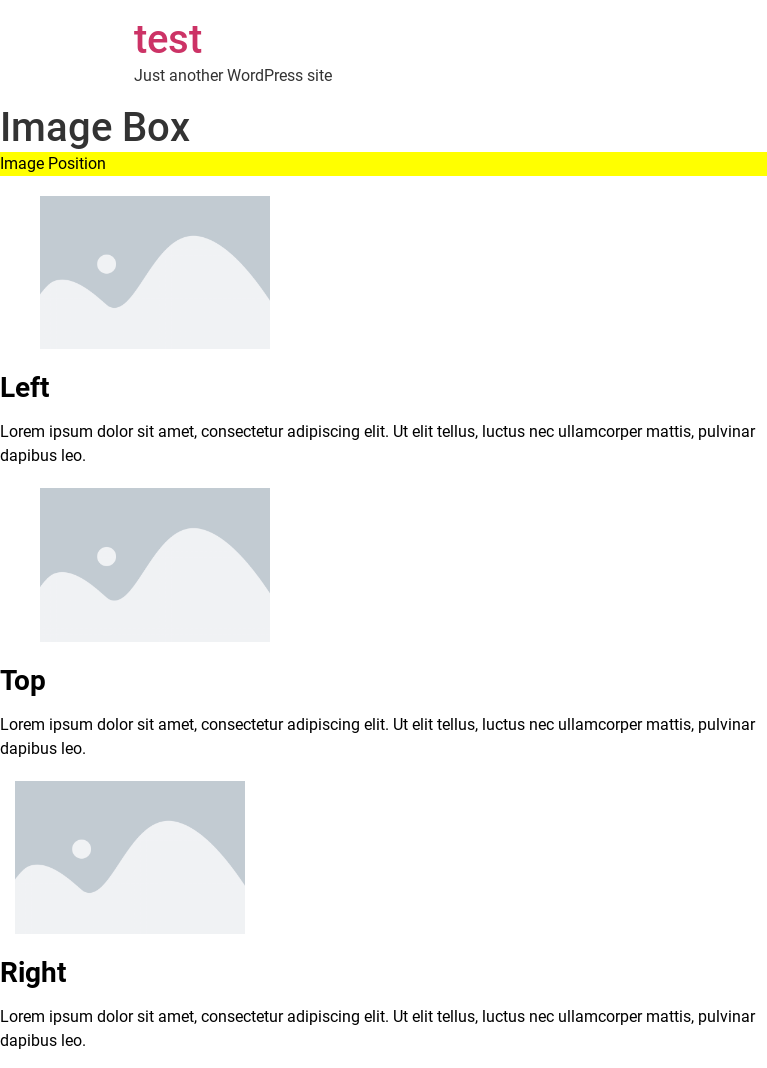 test
Just another WordPress site
Image Box
Image Position
Left
Lorem ipsum dolor sit amet, consectetur adipiscing elit. Ut elit tellus, luctus nec ullamcorper mattis, pulvinar
dapibus leo.
Top
Lorem ipsum dolor sit amet, consectetur adipiscing elit. Ut elit tellus, luctus nec ullamcorper mattis, pulvinar
dapibus leo.
Right
Lorem ipsum dolor sit amet, consectetur adipiscing elit. Ut elit tellus, luctus nec ullamcorper mattis, pulvinar
dapibus leo.